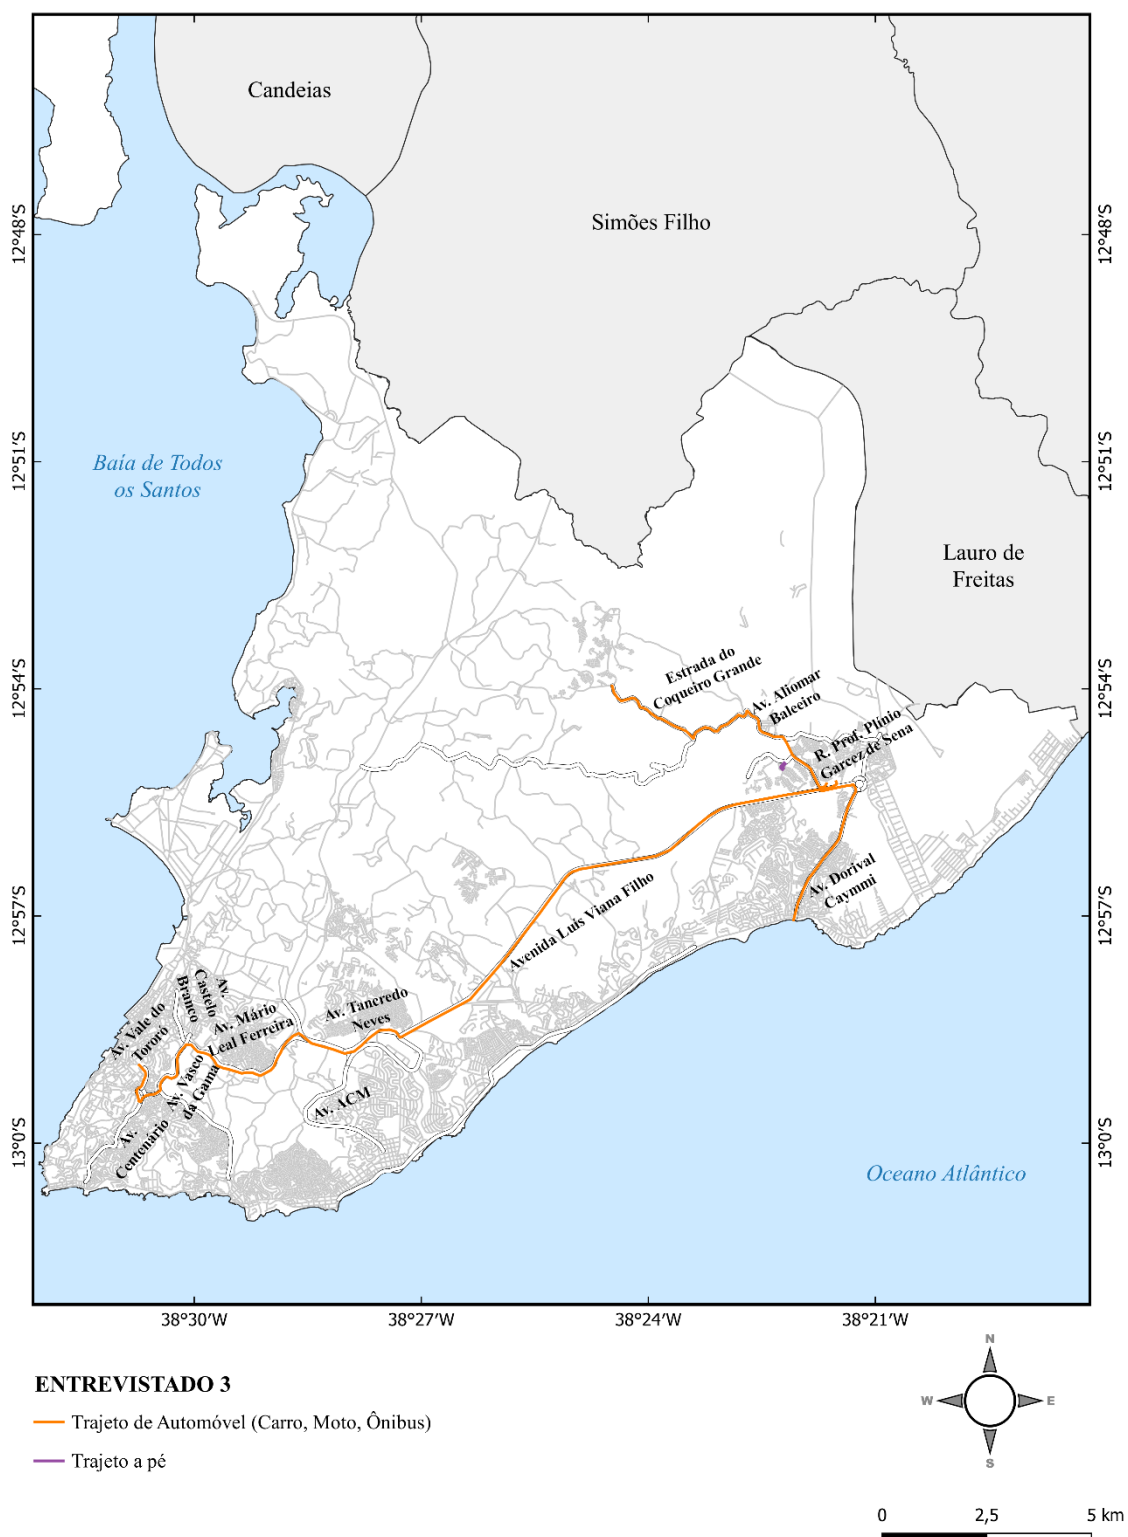 Candeias
Simões Filho
12°48′S
12°48′S
Baía de Todos
os Santos
12°51′S
12°51′S
Lauro de
Freitas
Estrada do
Coqueiro Grande
Av. Aliomar
Baleeiro
12°54′S
12°54′S
R. Prof. Plínio
Garcez de Sena
Av. Dorival
Caymmi
Avenida Luis Viana Filho
12°57′S
12°57′S
Av.
Castelo
Branco
Av. Vale do
Tororó
Av. Mário
Leal Ferreira
Av. Tancredo
Neves
Av. Vasco
da Gama
Av. ACM
Av.
Centenário
13°0′S
13°0′S
Oceano Atlântico
38°30′W
38°27′W
38°24′W
38°21′W
ENTREVISTADO 3
Trajeto de Automóvel (Carro, Moto, Ônibus)
Trajeto a pé
N
W
E
S
0 2,5 5 km